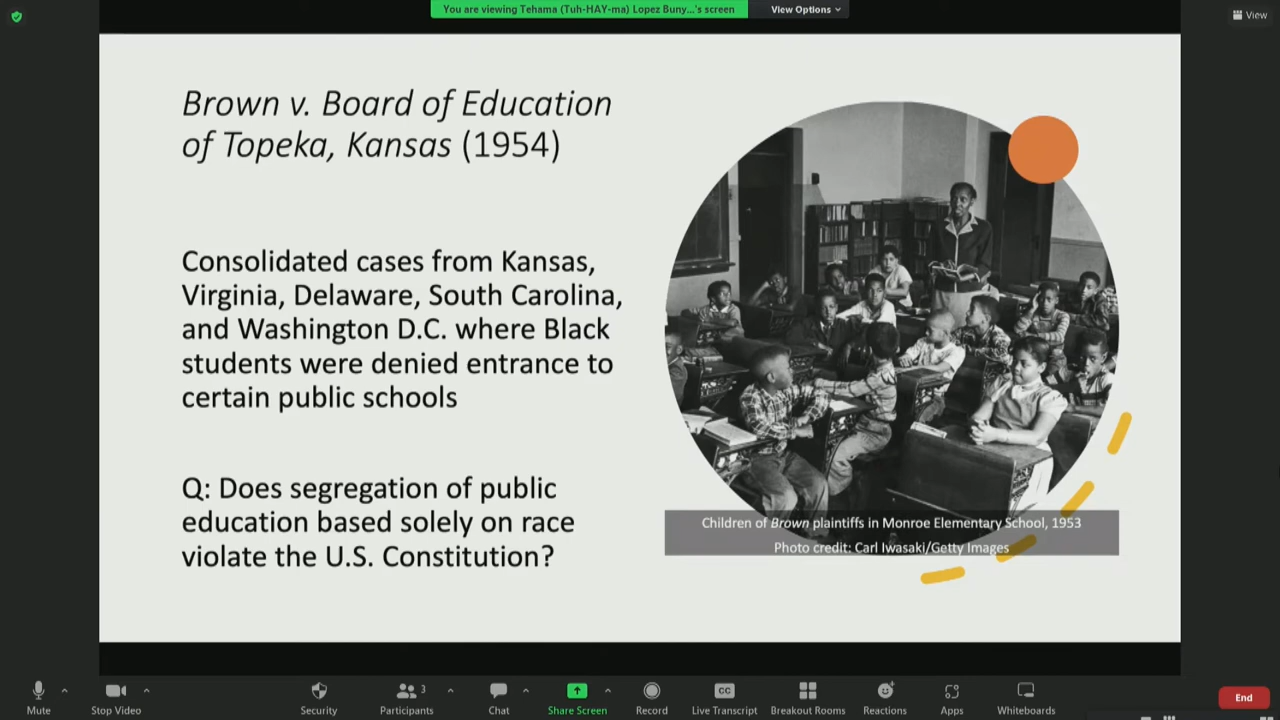 You are viewing Tehama (Tuh-HAY-ma) Lopez Buny...'s screen
View Options
View
Brown v. Board of Education
of Topeka, Kansas (1954)
Consolidated cases from Kansas,
Virginia, Delaware, South Carolina,
and Washington D.C. where Black
students were denied entrance to
certain public schools
Q: Does segregation of public
education based solely on race
violate the U.S. Constitution?
Children of Brown plaintiffs in Monroe Elementary School, 1953
Photo credit: Carl Iwasaki/Getty Images
Mute
Stop Video
Security
Participants
3
Chat
Share Screen
Record
CC
Live Transcript
Breakout Rooms
Reactions
Apps
Whiteboards
End